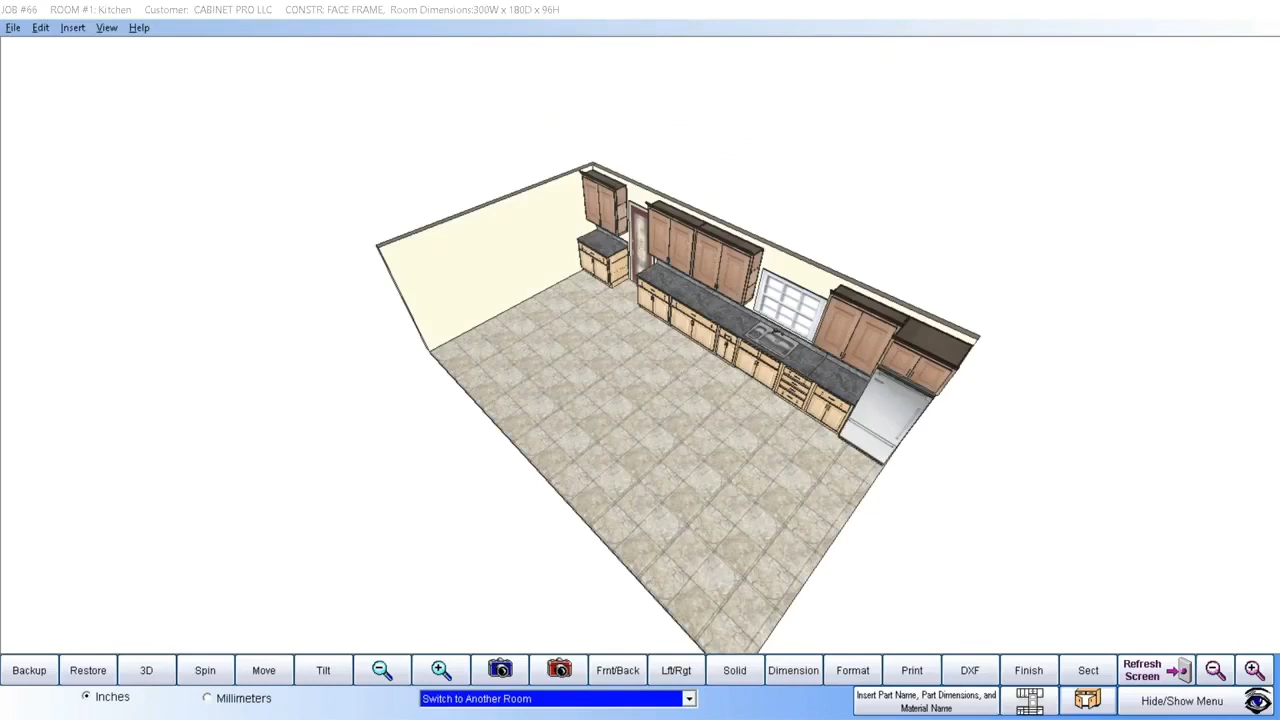 JOB #66 ROOM #1: Kitchen Customer: CABINET PRO LLC CONSTR: FACE FRAME, Room Dimensions:300W x 180D x 96H
File Edit Insert View Help
Backup Restore 3D Spin Move Tilt Frnt/Back Lft/Rgt Solid Dimension Format Print DXF Finish Sect Refresh Screen
Inches Millimeters Switch to Another Room Insert Part Name, Part Dimensions, and Material Name Hide/Show Menu